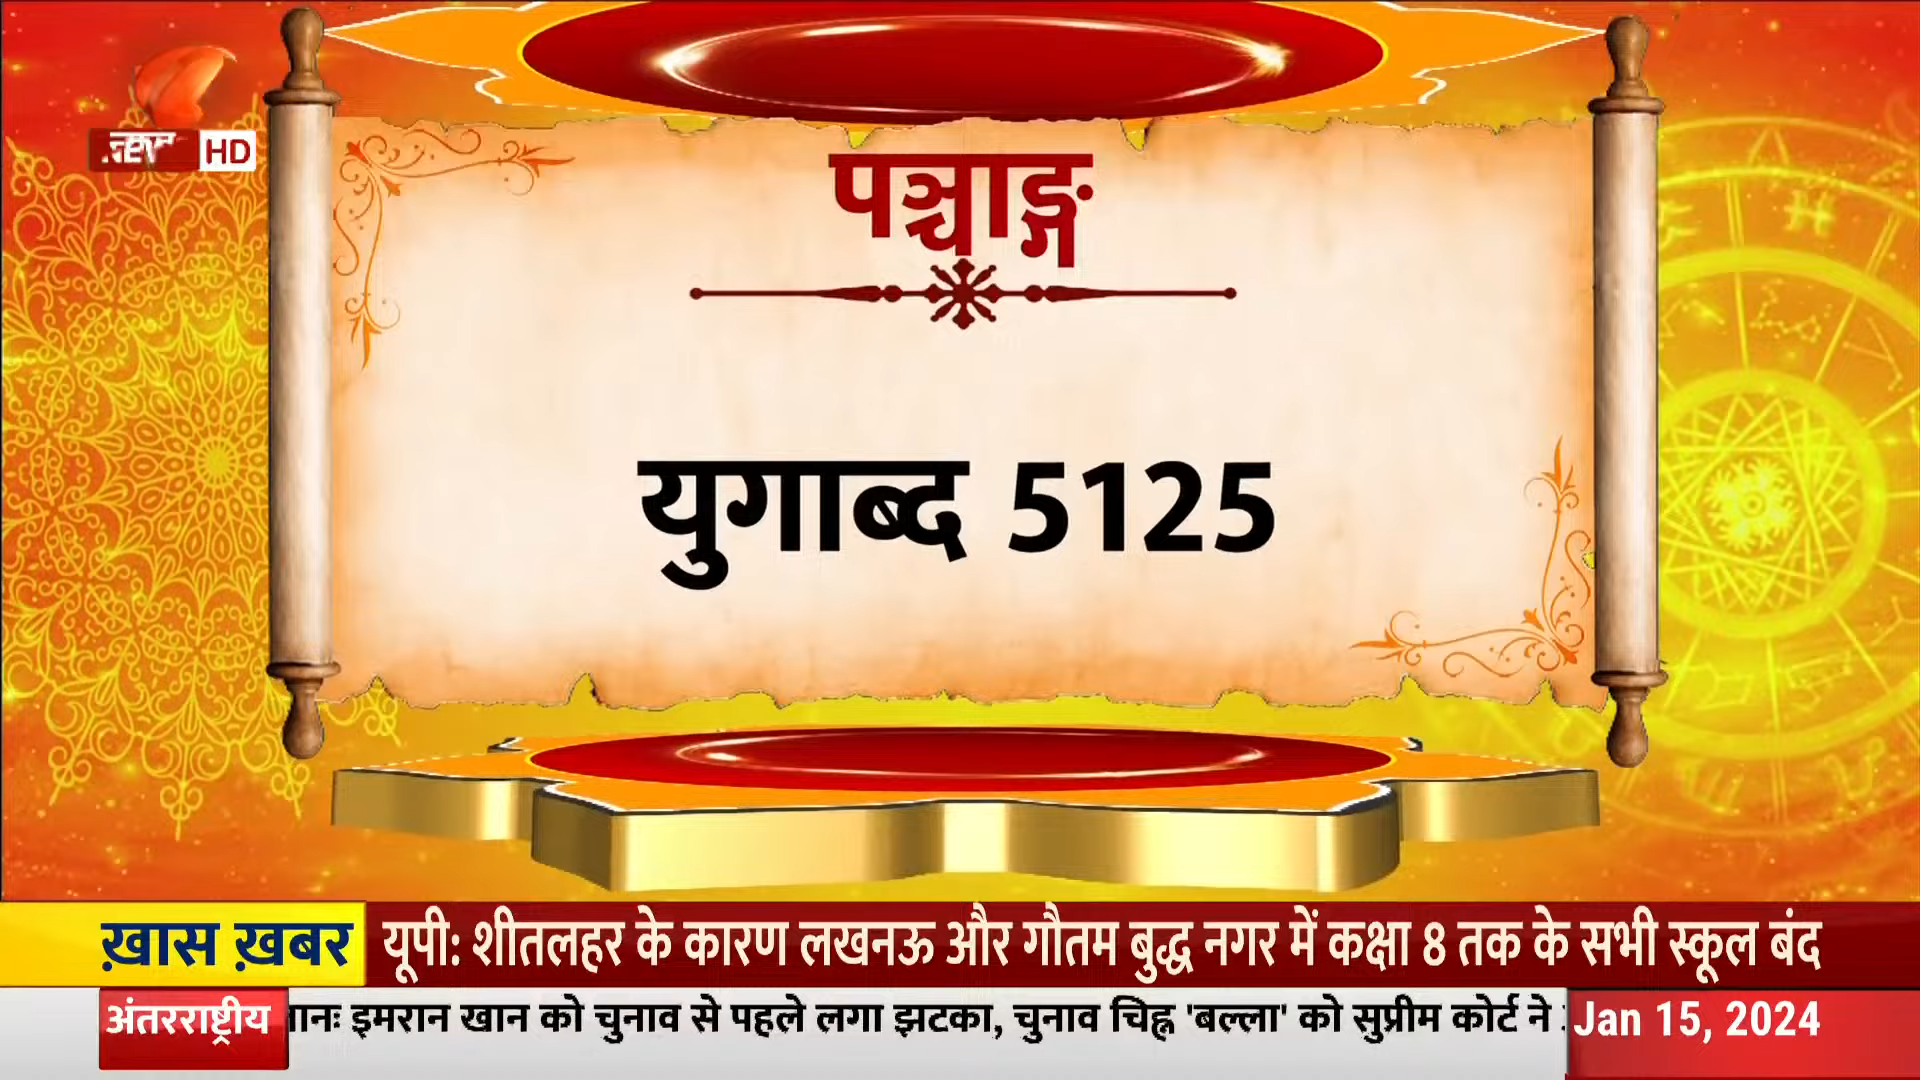 HD
पञ्चाङ्ग
युगाब्द 5125
ख़ास ख़बर
यूपी: शीतलहर के कारण लखनऊ और गौतम बुद्ध नगर में कक्षा 8 तक के सभी स्कूल बंद
अंतरराष्ट्रीय
इमरान खान को चुनाव से पहले लगा झटका, चुनाव चिह्न 'बल्ला' को सुप्रीम कोर्ट ने
Jan 15, 2024